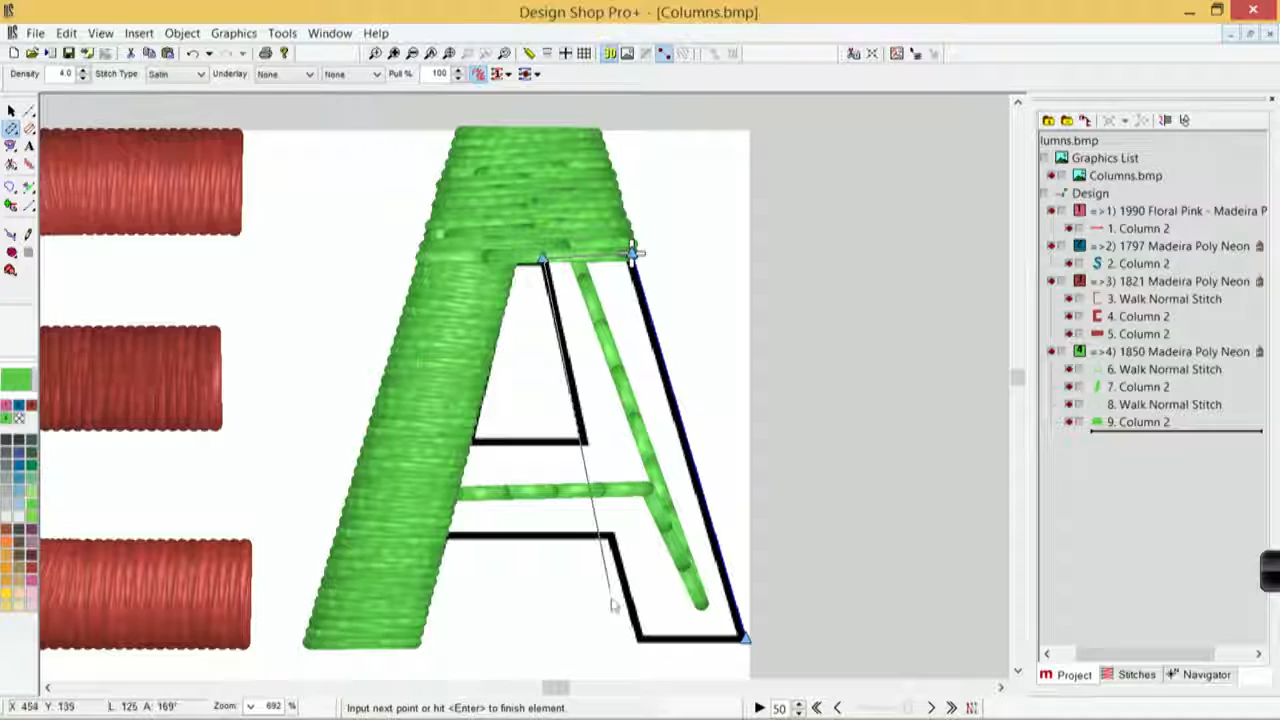 Design Shop Pro+ - [Columns.bmp]
File Edit View Insert Object Graphics Tools Window Help
Density 4.0 Stitch Type Satin Underlay None None Pull % 100
lumns.bmp
Graphics List
Columns.bmp
Design
=>1) 1990 Floral Pink - Madeira P
1. Column 2
=>2) 1797 Madeira Poly Neon
2. Column 2
=>3) 1821 Madeira Poly Neon
3. Walk Normal Stitch
4. Column 2
5. Column 2
=>4) 1850 Madeira Poly Neon
6. Walk Normal Stitch
7. Column 2
8. Walk Normal Stitch
9. Column 2
Project Stitches Navigator
X 454 Y: 139 L: 125 A: 169° Zoom: 692 % Input next point or hit <Enter> to finish element. 50